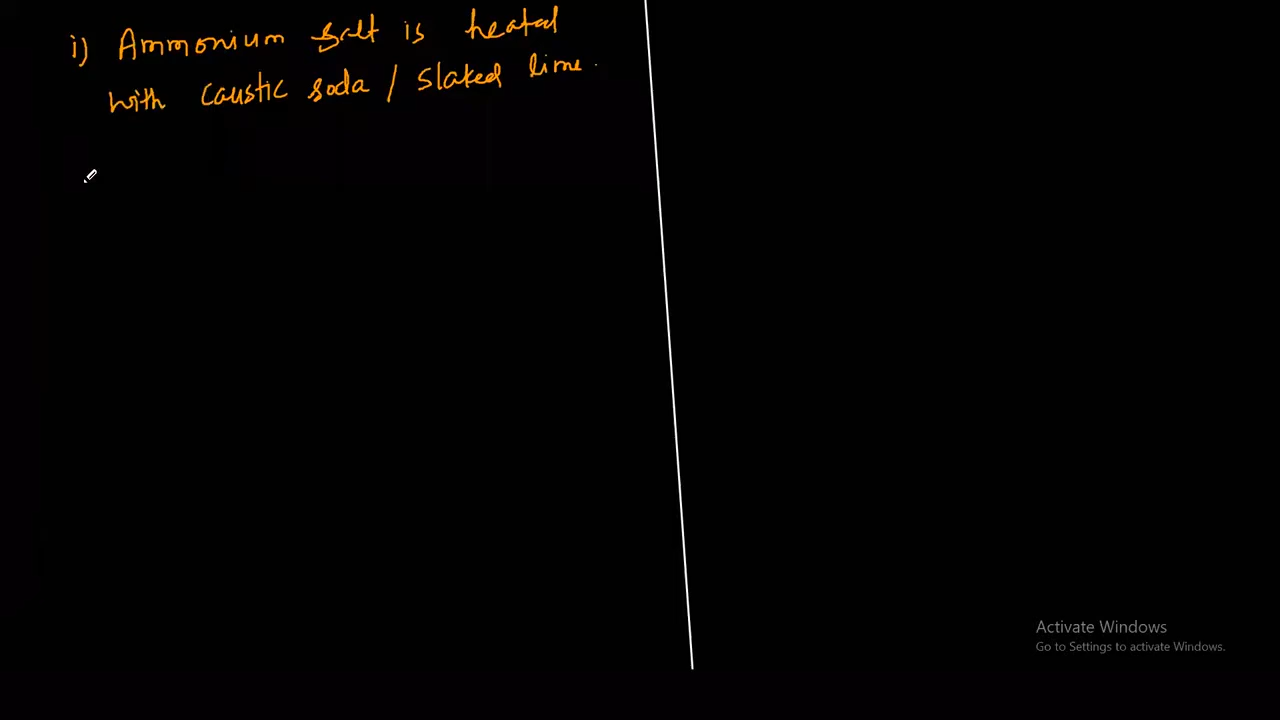 i) Ammonium salt is heated
with caustic soda / slaked lime.
Activate Windows
Go to Settings to activate Windows.